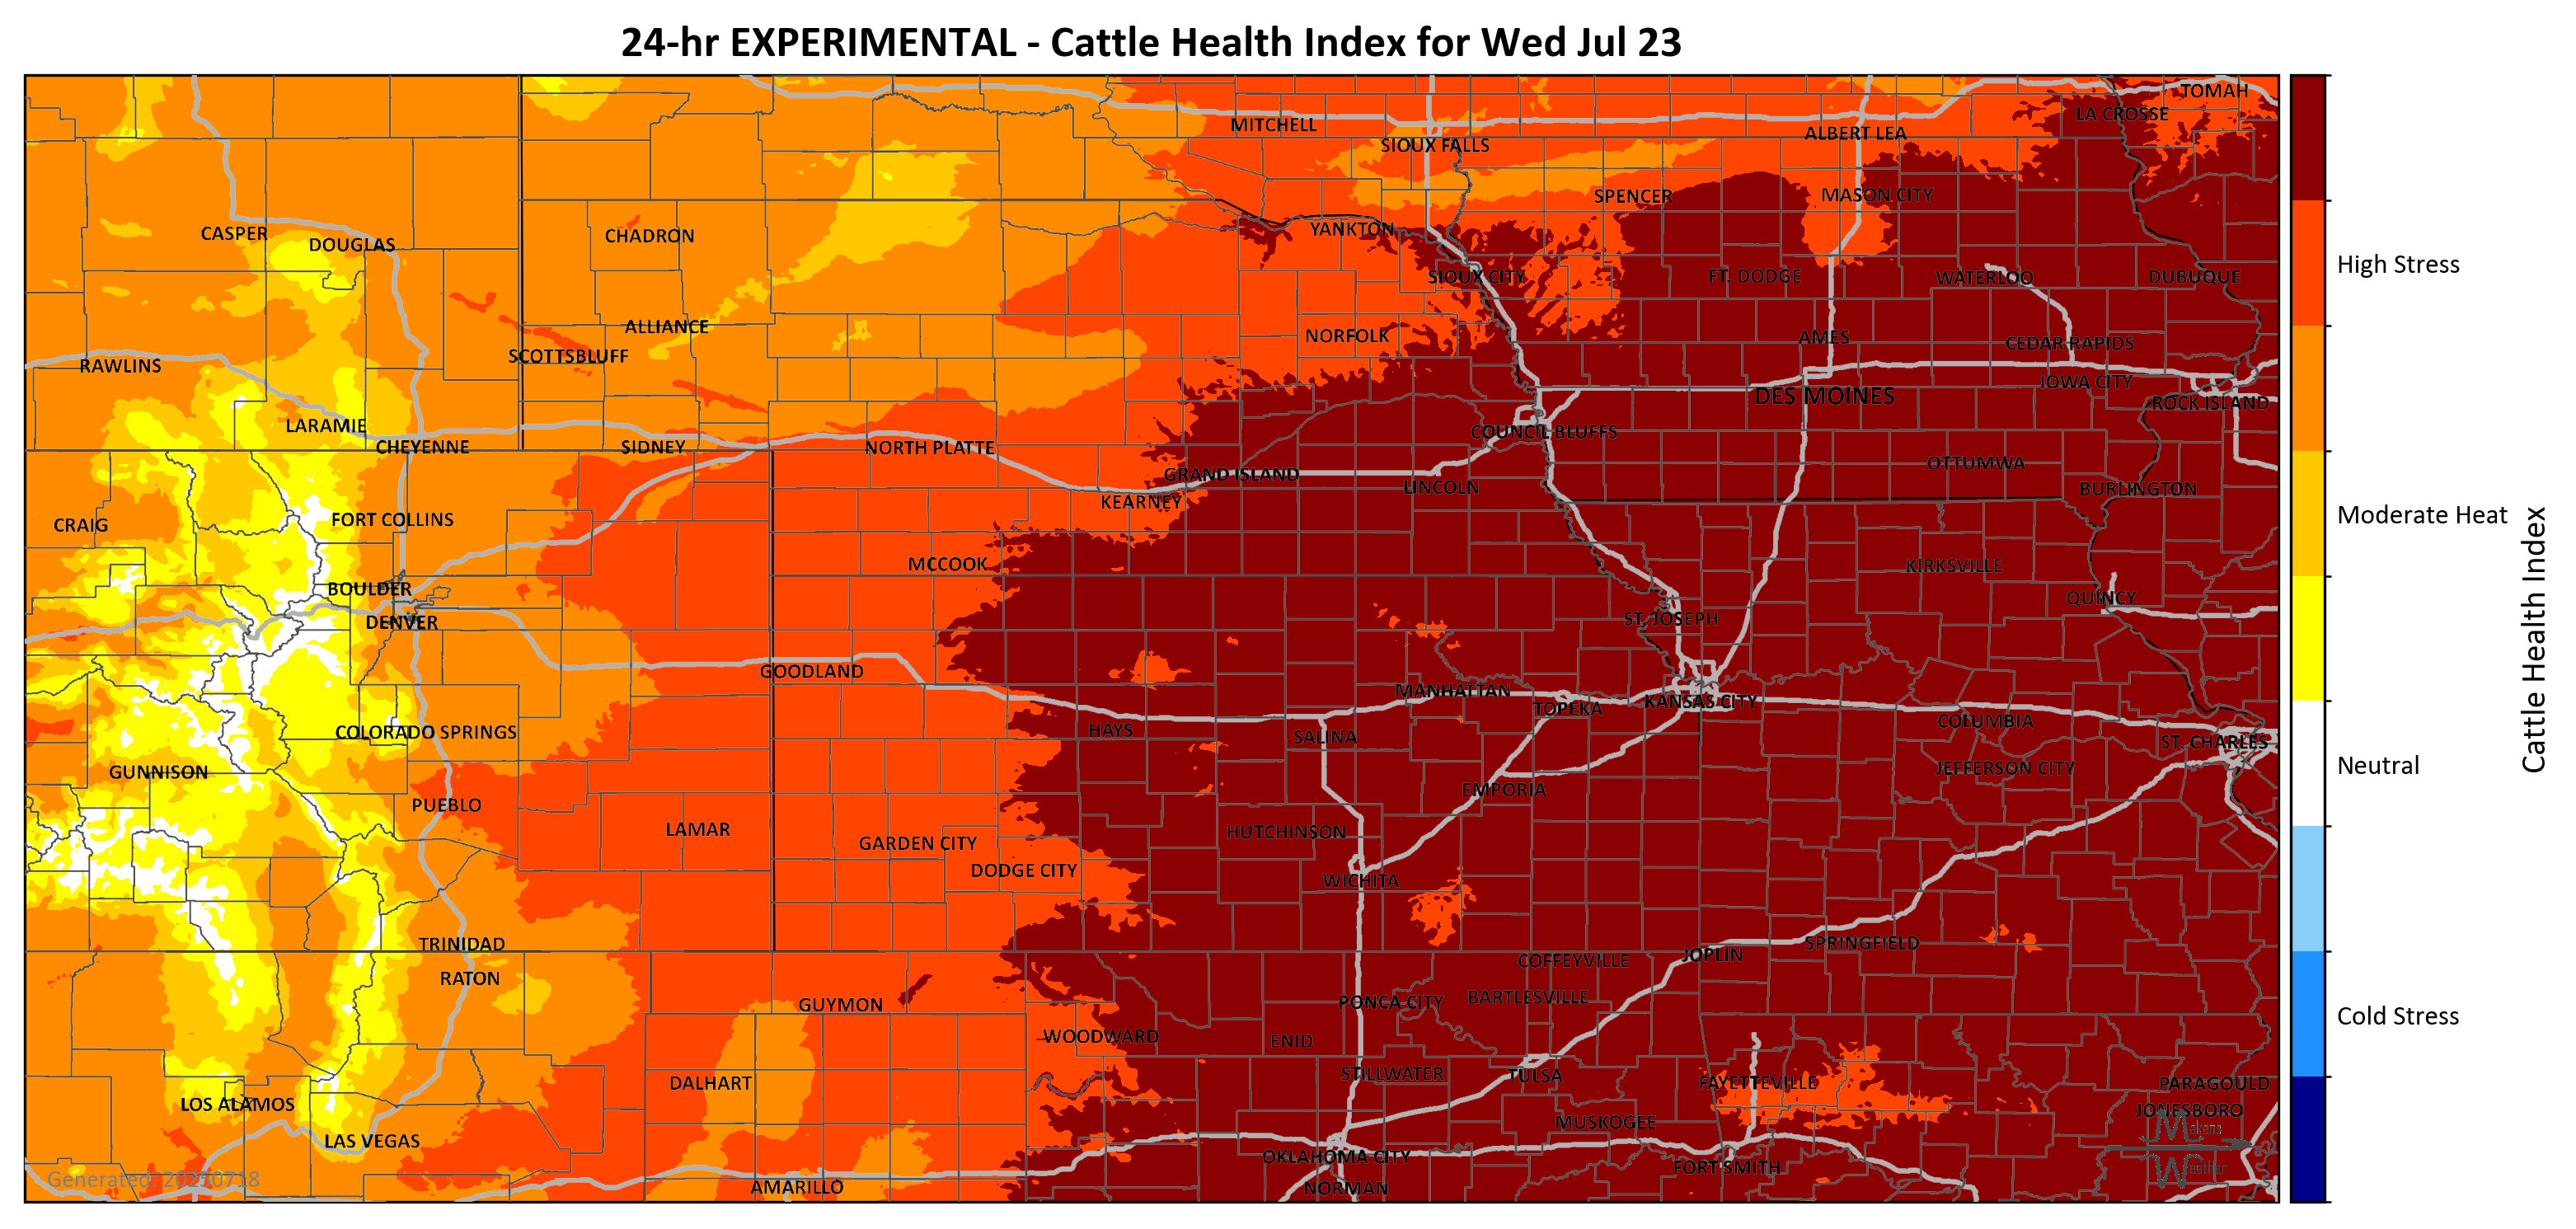 24-hr EXPERIMENTAL - Cattle Health Index for Wed Jul 23
TOMAH
LA CROSSE
MITCHELL
ALBERT LEA
SIOUX FALLS
SPENCER
MASON CITY
CASPER
DOUGLAS
CHADRON
YANKTON
SIOUX CITY
FT. DODGE
WATERLOO
DUBUQUE
High Stress
ALLIANCE
NORFOLK
AMES
CEDAR RAPIDS
SCOTTSBLUFF
RAWLINS
IOWA CITY
DES MOINES
ROCK ISLAND
LARAMIE
COUNCIL BLUFFS
CHEYENNE
SIDNEY
NORTH PLATTE
OTTUMWA
GRAND ISLAND
LINCOLN
BURLINGTON
KEARNEY
Moderate Heat
CRAIG
FORT COLLINS
MCCOOK
KIRKSVILLE
BOULDER
QUINCY
DENVER
ST. JOSEPH
Cattle Health Index
GOODLAND
MANHATTAN
TOPEKA
KANSAS CITY
COLORADO SPRINGS
HAYS
SALINA
COLUMBIA
ST. CHARLES
GUNNISON
JEFFERSON CITY
Neutral
PUEBLO
EMPORIA
LAMAR
GARDEN CITY
HUTCHINSON
DODGE CITY
WICHITA
TRINIDAD
SPRINGFIELD
JOPLIN
COFFEYVILLE
RATON
GUYMON
PONCA CITY
BARTLESVILLE
Cold Stress
WOODWARD
ENID
DALHART
STILLWATER
TULSA
FAYETTEVILLE
PARAGOULD
LOS ALAMOS
JONESBORO
MUSKOGEE
LAS VEGAS
Makens
Weather
OKLAHOMA CITY
FORT SMITH
Generated: 20250718
AMARILLO
NORMAN